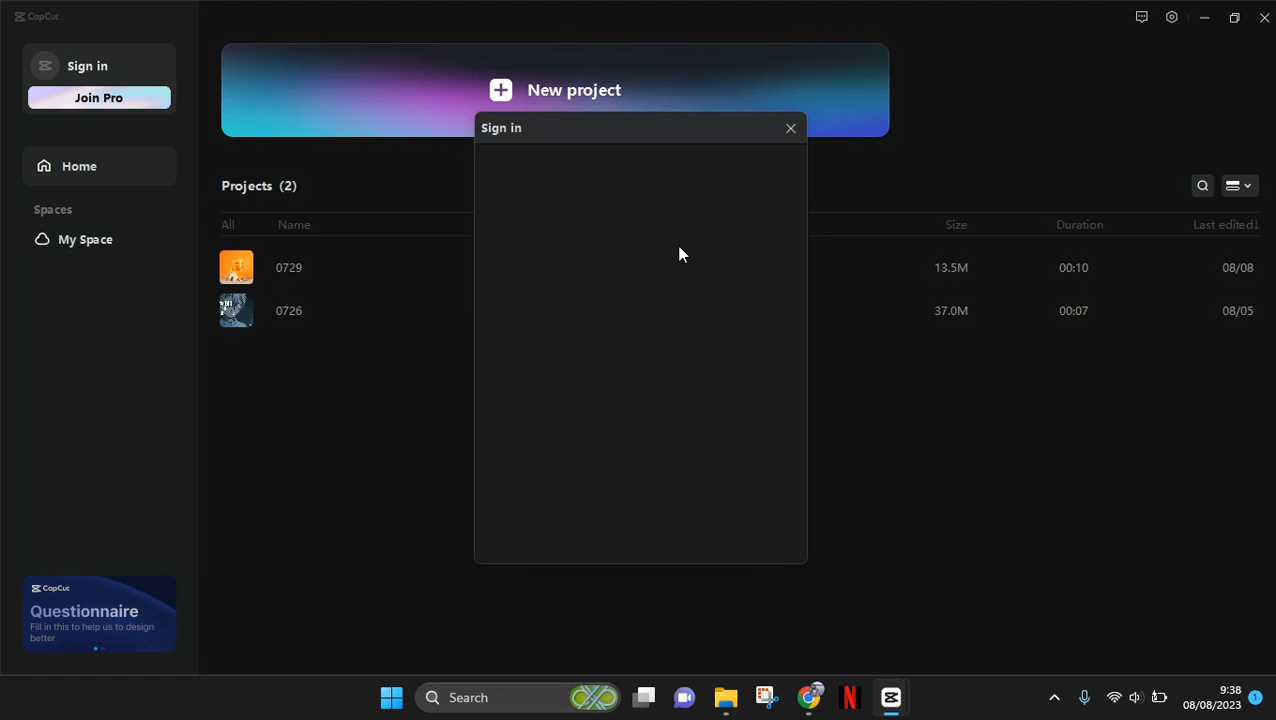 CapCut
Sign in
Join Pro
Home
Spaces
My Space
CapCut
Questionnaire
Fill in this to help us to design
better
New project
Sign in
Projects (2)
All Name Size Duration Last edited↓
0729 13.5M 00:10 08/08
0726 37.0M 00:07 08/05
Search
9:38
08/08/2023
1